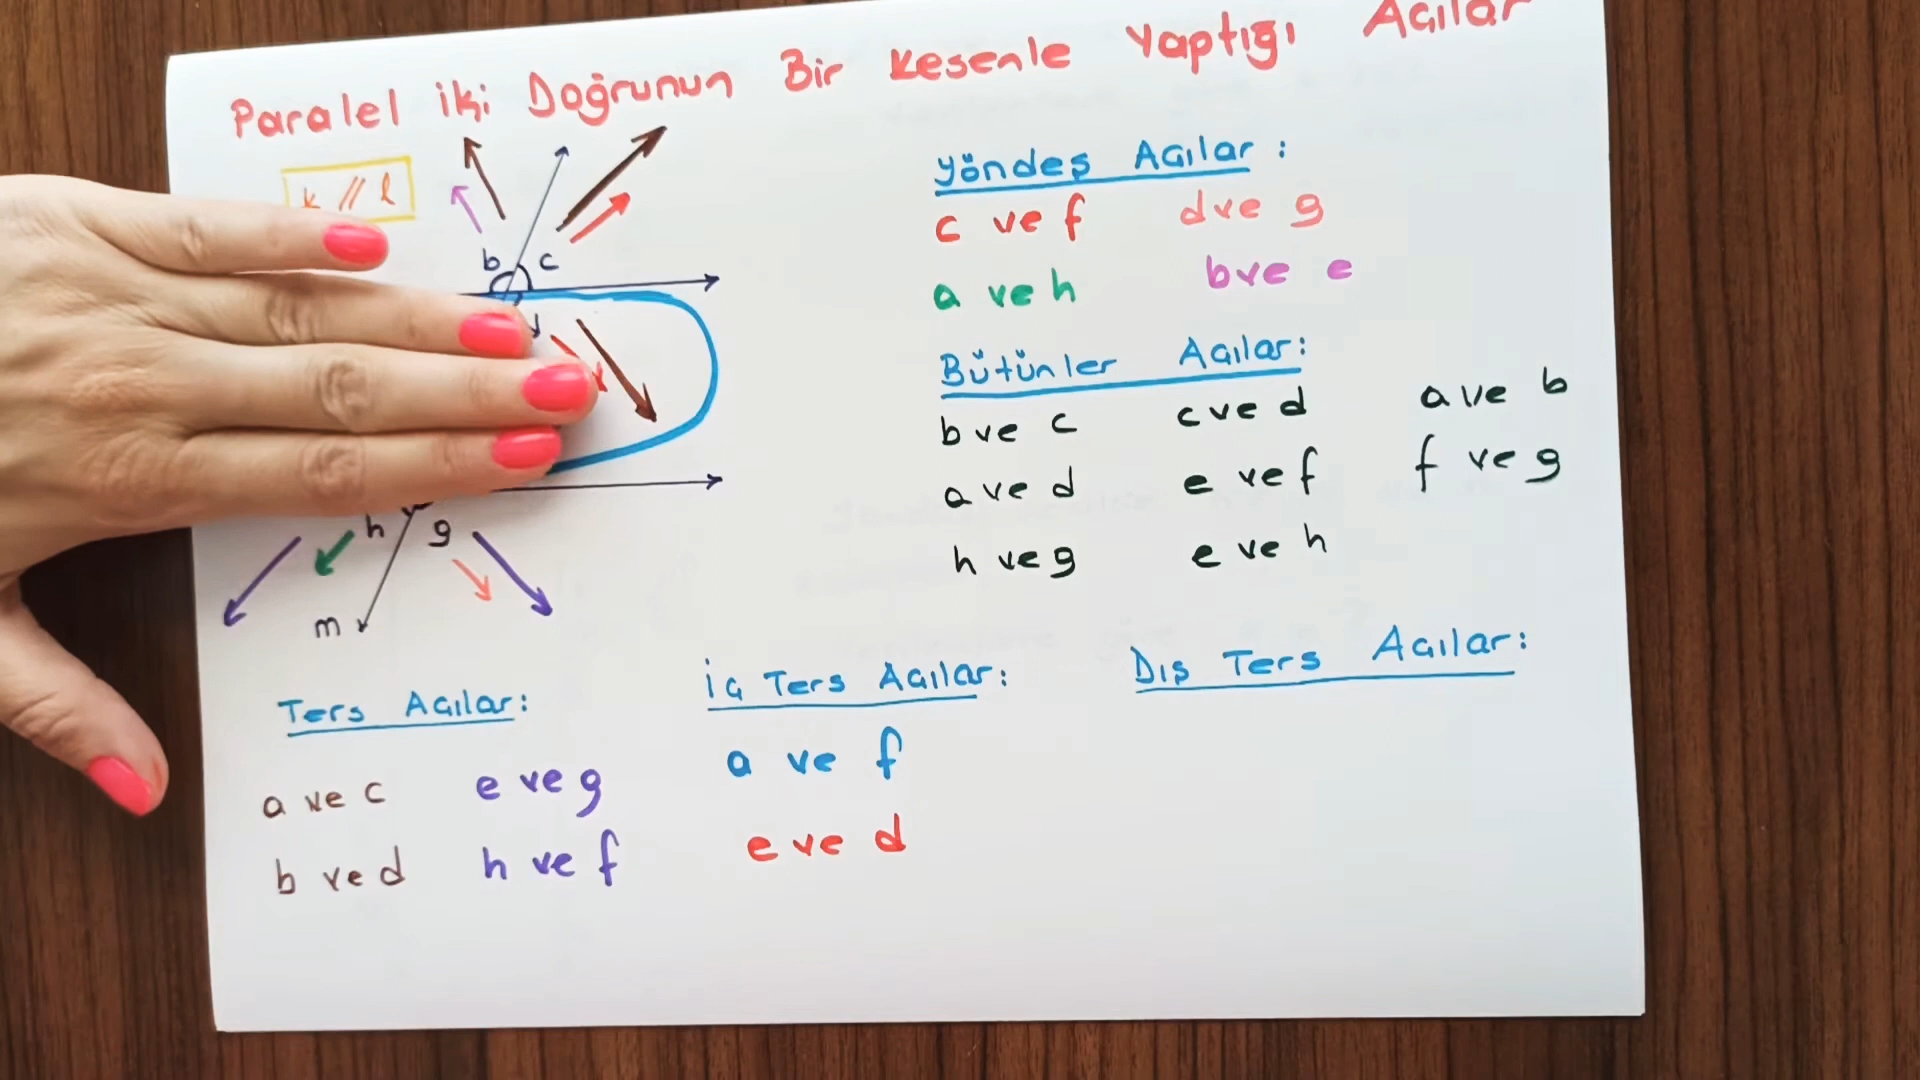 Paralel iki Doğrunun Bir Kesenle Yaptığı Açılar
k // l
b c
h g
m
Yöndeş Açılar :
c ve f d ve g
a ve h b ve e
Bütünler Açılar:
b ve c c ve d a ve b
a ve d e ve f f ve g
h ve g e ve h
Ters Açılar:
a ve c e ve g
b ve d h ve f
İç Ters Açılar:
a ve f
e ve d
Dış Ters Açılar: